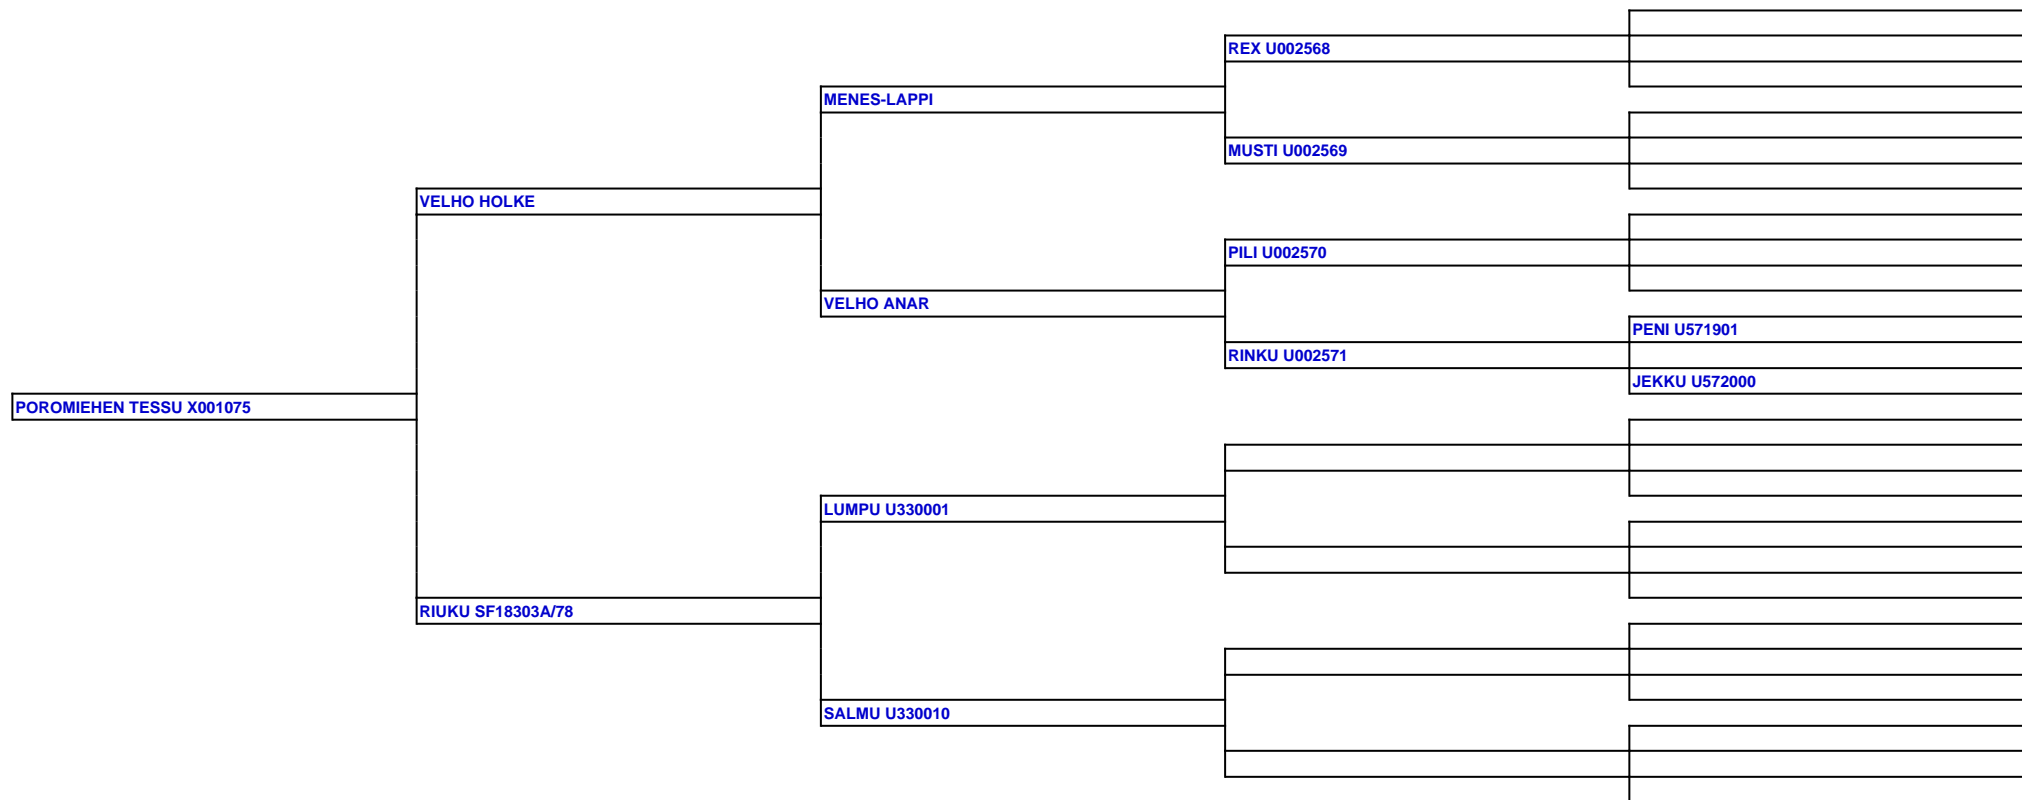 REX U002568
MENES-LAPPI
MUSTI U002569
VELHO HOLKE
PILI U002570
VELHO ANAR
PENI U571901
RINKU U002571
JEKKU U572000
POROMIEHEN TESSU X001075
LUMPU U330001
RIUKU SF18303A/78
SALMU U330010